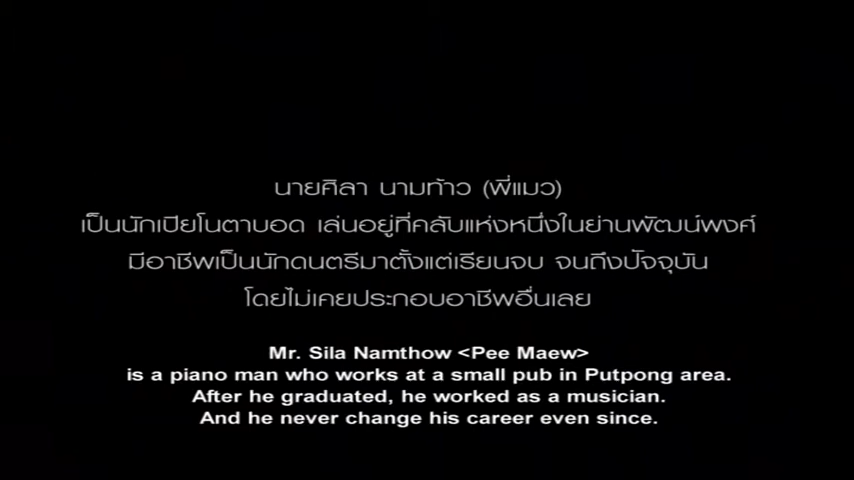 นายศิลา นามท้าว (พี่แมว)
เป็นนักเปียโนตาบอด เล่นอยู่ที่คลับแห่งหนึ่งในย่านพัฒน์พงศ์
มีอาชีพเป็นนักดนตรีมาตั้งแต่เรียนจบ จนถึงปัจจุบัน
โดยไม่เคยประกอบอาชีพอื่นเลย
Mr. Sila Namthow <Pee Maew>
is a piano man who works at a small pub in Putpong area.
After he graduated, he worked as a musician.
And he never change his career even since.